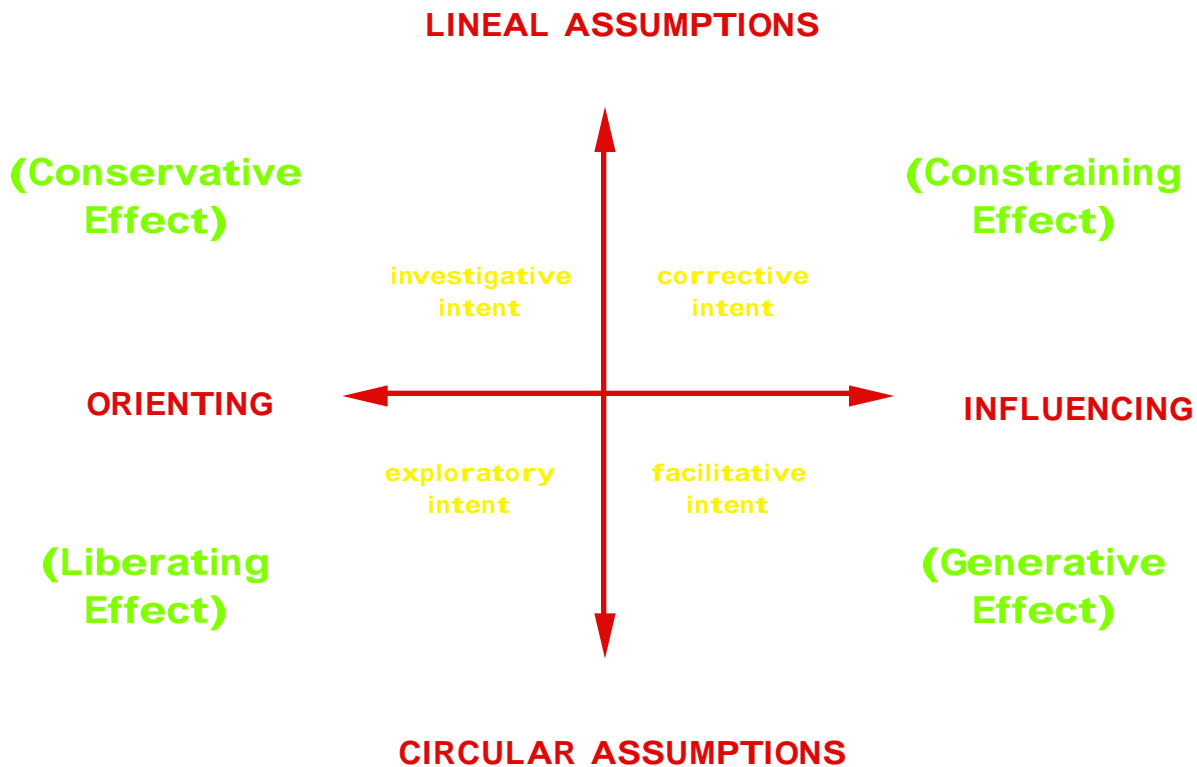 LINEAL ASSUMPTIONS
(Conservative
Effect)
(Constraining
Effect)
investigative
intent
corrective
intent
ORIENTING
INFLUENCING
exploratory
intent
facilitative
intent
(Liberating
Effect)
(Generative
Effect)
CIRCULAR ASSUMPTIONS